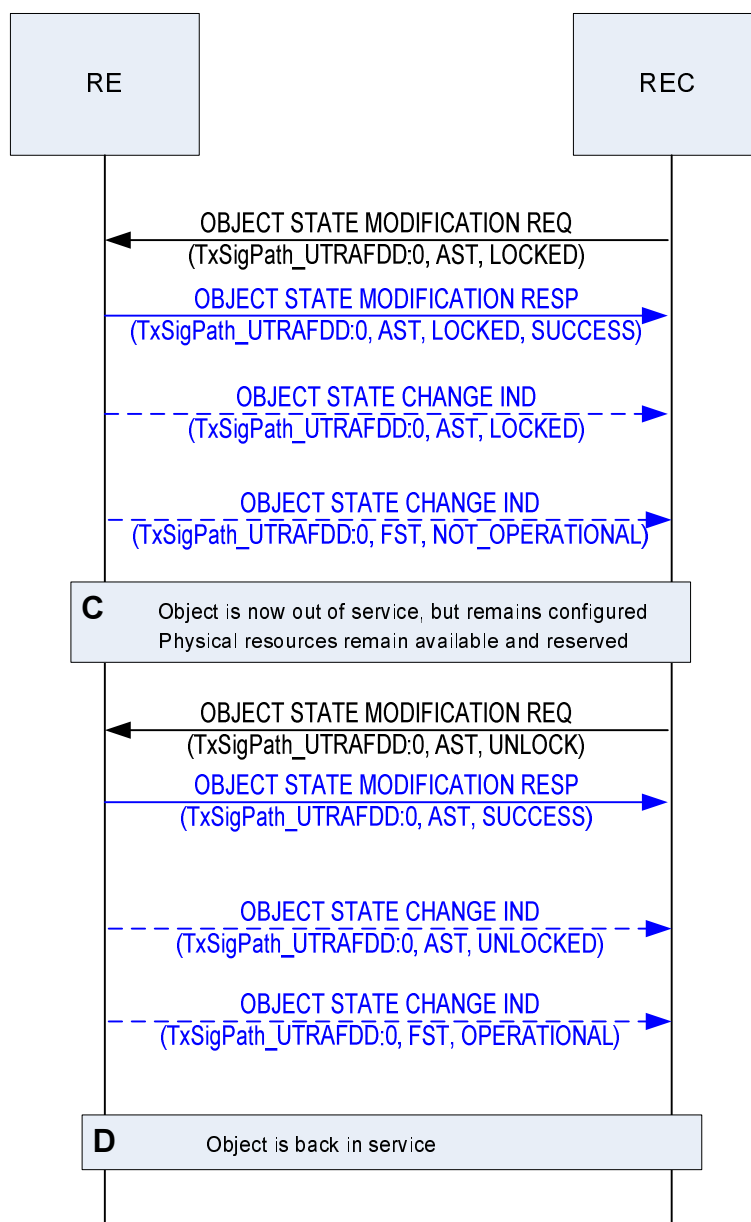 RE
REC
OBJECT STATE MODIFICATION REQ
(TxSigPath_UTRAFDD:0, AST, LOCKED)
OBJECT STATE MODIFICATION RESP
(TxSigPath_UTRAFDD:0, AST, LOCKED, SUCCESS)
OBJECT STATE CHANGE IND
(TxSigPath_UTRAFDD:0, AST, LOCKED)
OBJECT STATE CHANGE IND
(TxSigPath_UTRAFDD:0, FST, NOT_OPERATIONAL)
C
Object is now out of service, but remains configured
Physical resources remain available and reserved
OBJECT STATE MODIFICATION REQ
(TxSigPath_UTRAFDD:0, AST, UNLOCK)
OBJECT STATE MODIFICATION RESP
(TxSigPath_UTRAFDD:0, AST, SUCCESS)
OBJECT STATE CHANGE IND
(TxSigPath_UTRAFDD:0, AST, UNLOCKED)
OBJECT STATE CHANGE IND
(TxSigPath_UTRAFDD:0, FST, OPERATIONAL)
D
Object is back in service